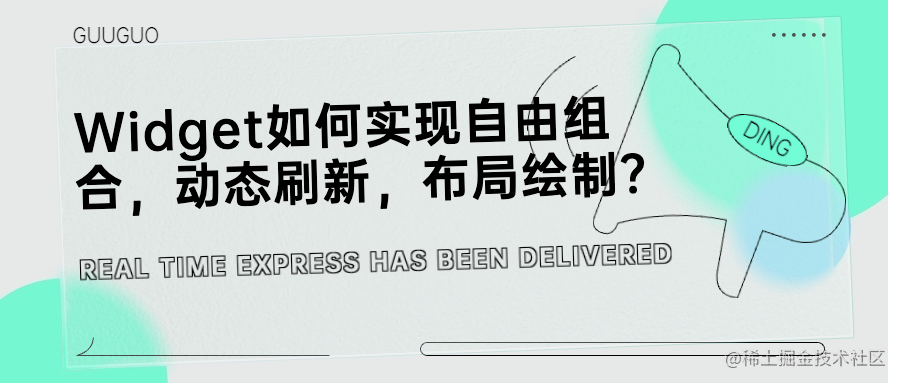 GUUGUO
Widget如何实现自由组
合，动态刷新，布局绘制？
DING
REAL TIME EXPRESS HAS BEEN DELIVERED
@稀土掘金技术社区